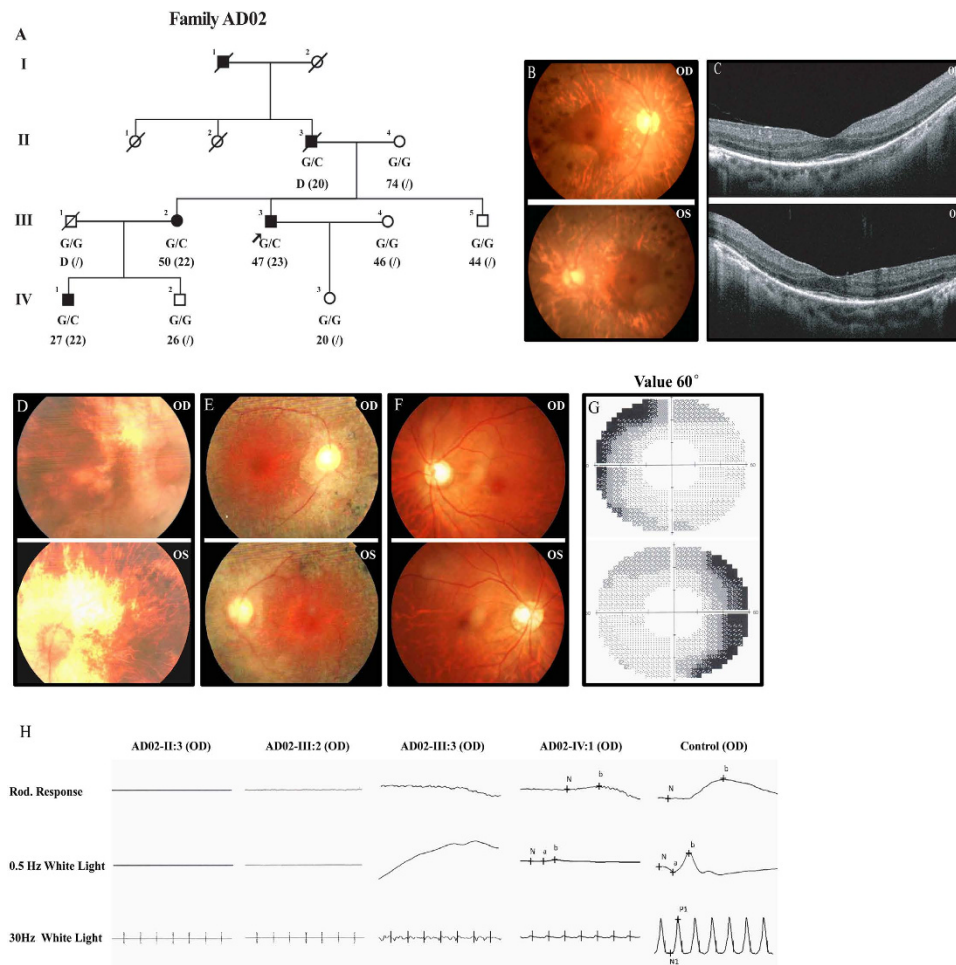 Family AD02
A
I
1
2
II
1
2
3
4
G/C
G/G
D (20)
74 (/)
III
1
2
3
4
5
G/G
G/C
G/C
G/G
G/G
D (/)
50 (22)
47 (23)
46 (/)
44 (/)
IV
1
2
3
G/C
G/G
G/G
27 (22)
26 (/)
20 (/)
B
OD
OS
C
D
OD
OS
E
OD
OS
F
OD
OS
Value 60°
G
60
H
AD02-II:3 (OD)
AD02-III:2 (OD)
AD02-III:3 (OD)
AD02-IV:1 (OD)
Control (OD)
Rod. Response
N
b
N
b
0.5 Hz White Light
N
a
b
N
a
b
30Hz White Light
P1
N1